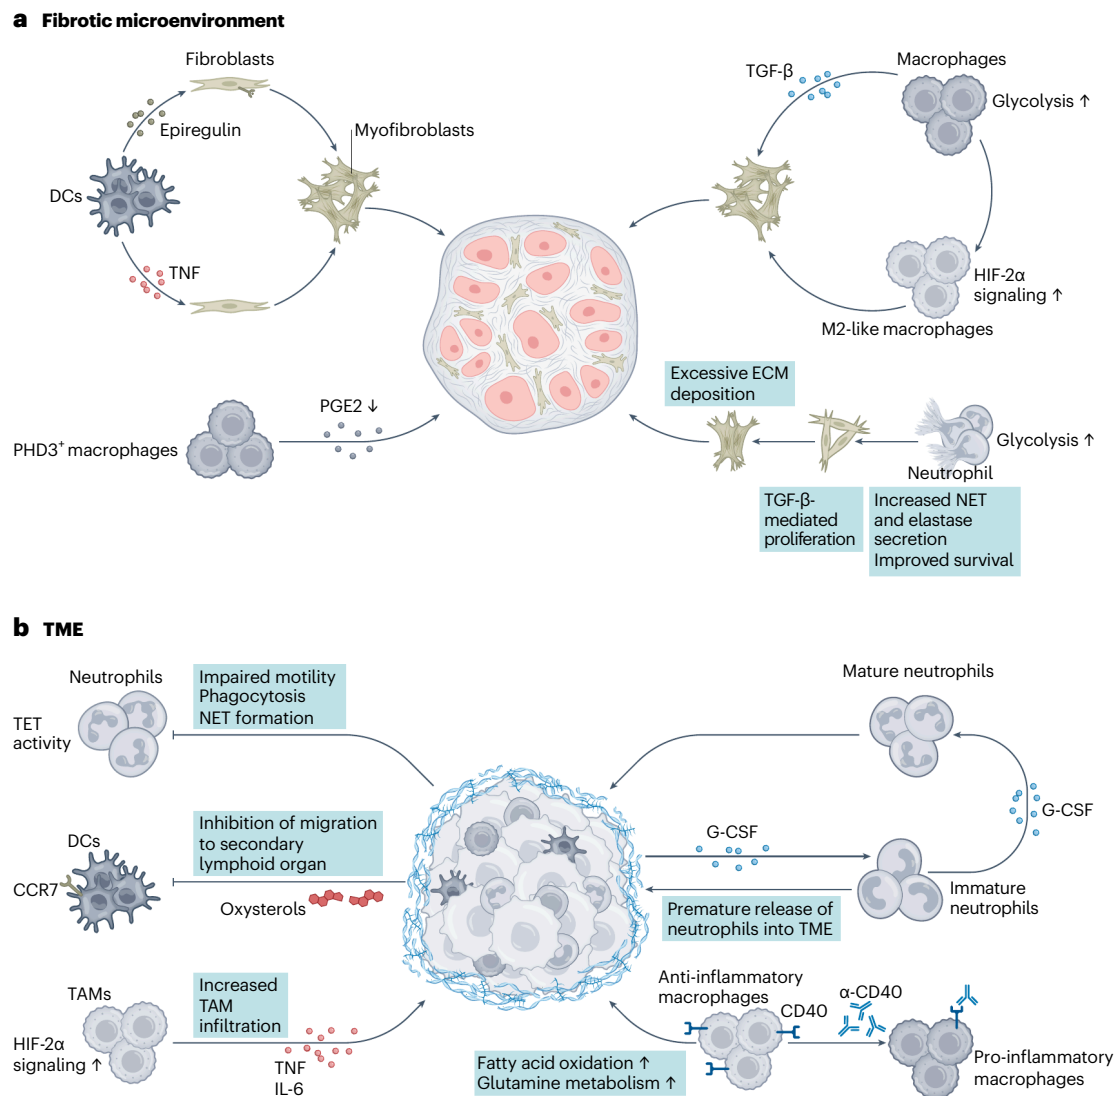 a Fibrotic microenvironment
Fibroblasts
Epiregulin
DCs
TNF
Myofibroblasts
TGF-β
Macrophages
Glycolysis ↑
HIF-2α
signaling ↑
M2-like macrophages
PHD3⁺ macrophages
PGE2 ↓
Excessive ECM
deposition
Glycolysis ↑
Neutrophil
TGF-β-
mediated
proliferation
Increased NET
and elastase
secretion
Improved survival
b TME
Neutrophils
TET
activity
Impaired motility
Phagocytosis
NET formation
Mature neutrophils
G-CSF
DCs
CCR7
Inhibition of migration
to secondary
lymphoid organ
Oxysterols
G-CSF
Immature
neutrophils
Premature release of
neutrophils into TME
TAMs
HIF-2α
signaling ↑
Increased
TAM
infiltration
TNF
IL-6
Anti-inflammatory
macrophages
CD40
α-CD40
Fatty acid oxidation ↑
Glutamine metabolism ↑
Pro-inflammatory
macrophages